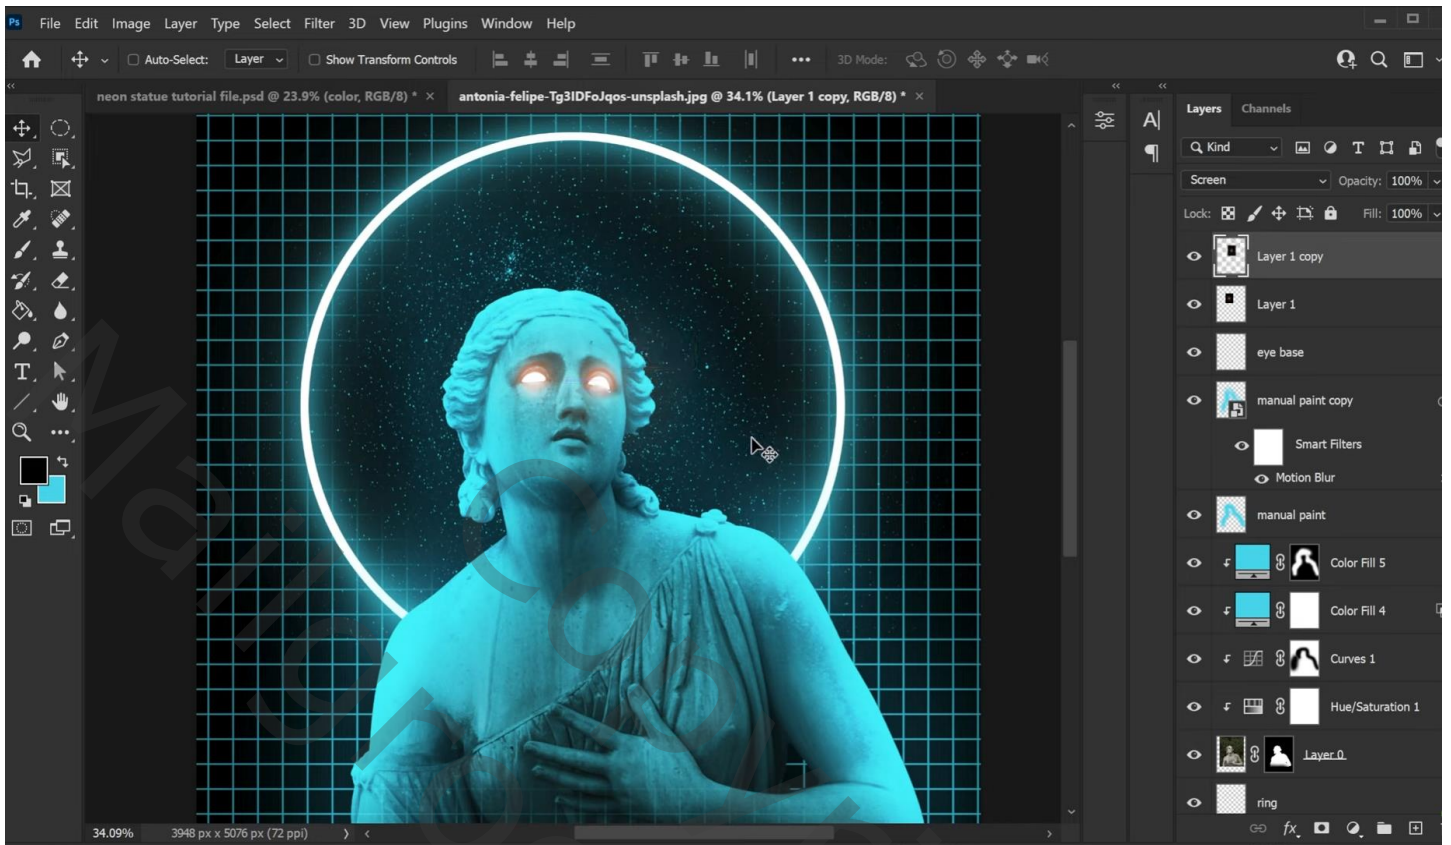 Ps File Edit Image Layer Type Select Filter 3D View Plugins Window Help
Auto-Select: Layer Show Transform Controls 3D Mode:
neon statue tutorial file.psd @ 23.9% (color, RGB/8) * × antonia-felipe-Tg3IDFoJqos-unsplash.jpg @ 34.1% (Layer 1 copy, RGB/8) * ×
Layers Channels
Kind
Screen Opacity: 100%
Lock: Fill: 100%
Layer 1 copy
Layer 1
eye base
manual paint copy
Smart Filters
Motion Blur
manual paint
Color Fill 5
Color Fill 4
Curves 1
Hue/Saturation 1
Layer 0
ring
fx
34.09% 3948 px x 5076 px (72 ppi)